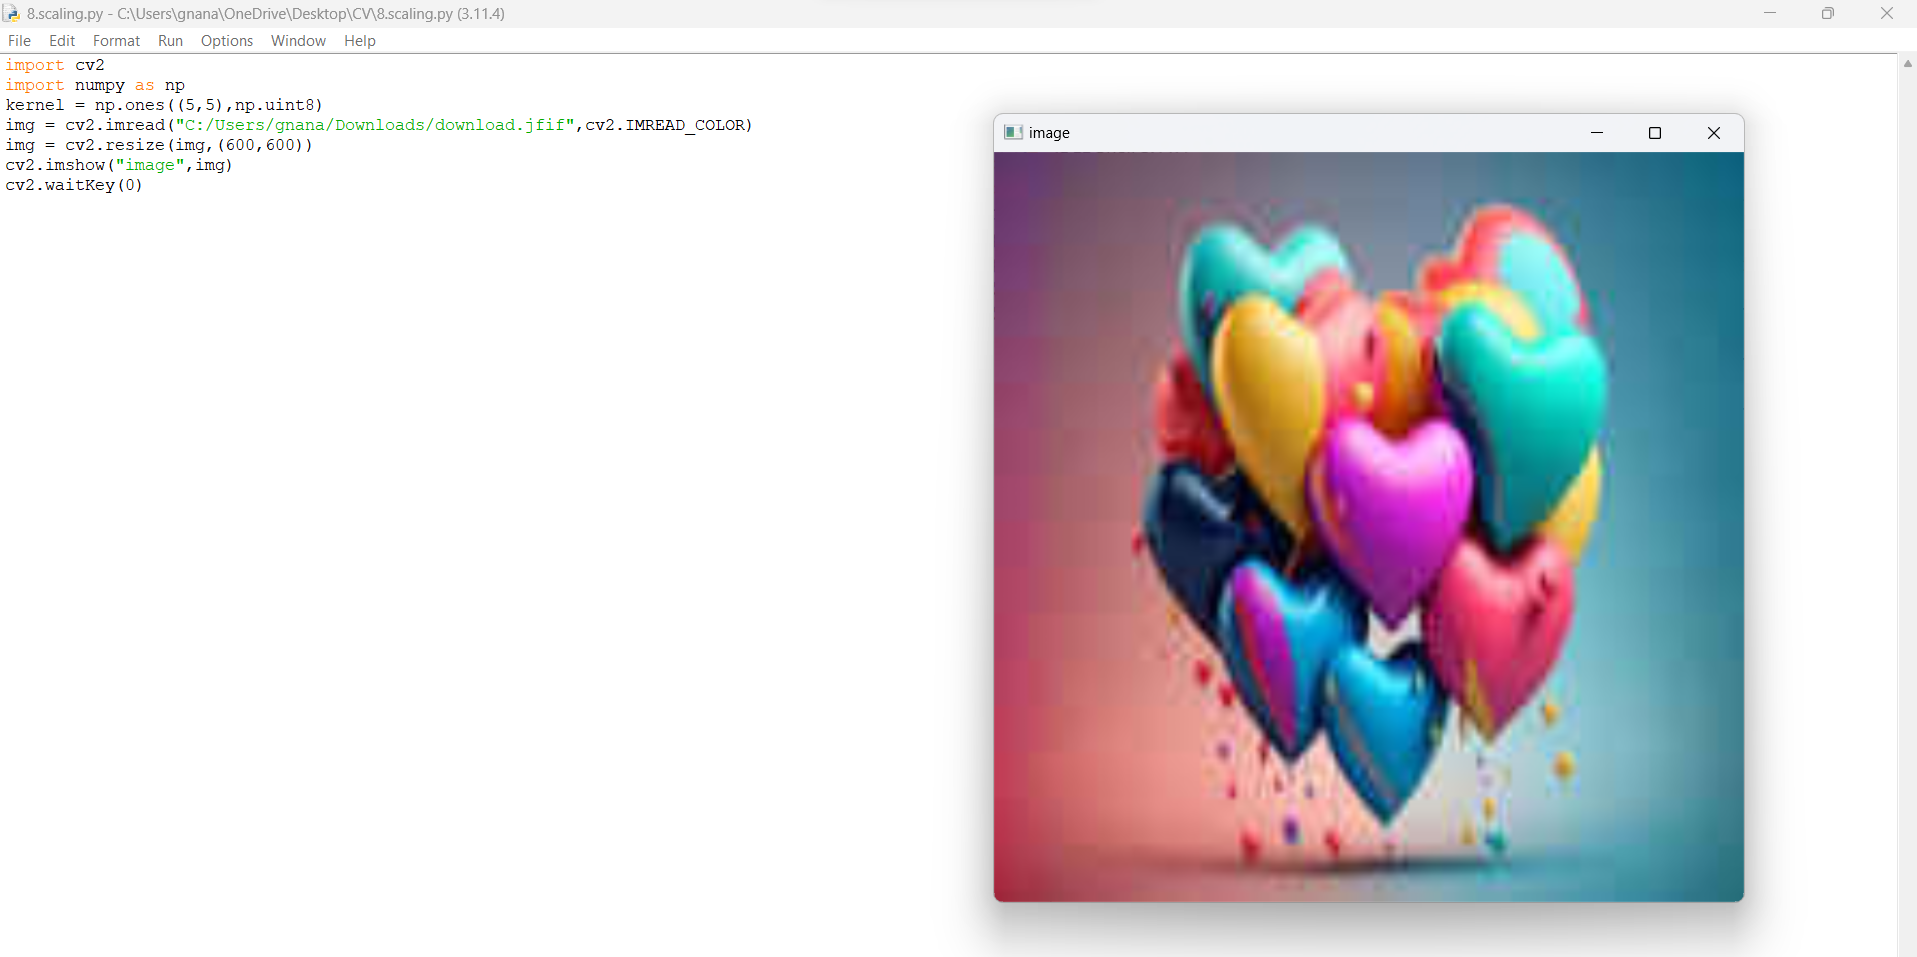 8.scaling.py - C:\Users\gnana\OneDrive\Desktop\CV\8.scaling.py (3.11.4)
File Edit Format Run Options Window Help
import cv2
import numpy as np
kernel = np.ones((5,5),np.uint8)
img = cv2.imread("C:/Users/gnana/Downloads/download.jfif",cv2.IMREAD_COLOR)
img = cv2.resize(img,(600,600))
cv2.imshow("image",img)
cv2.waitKey(0)
image